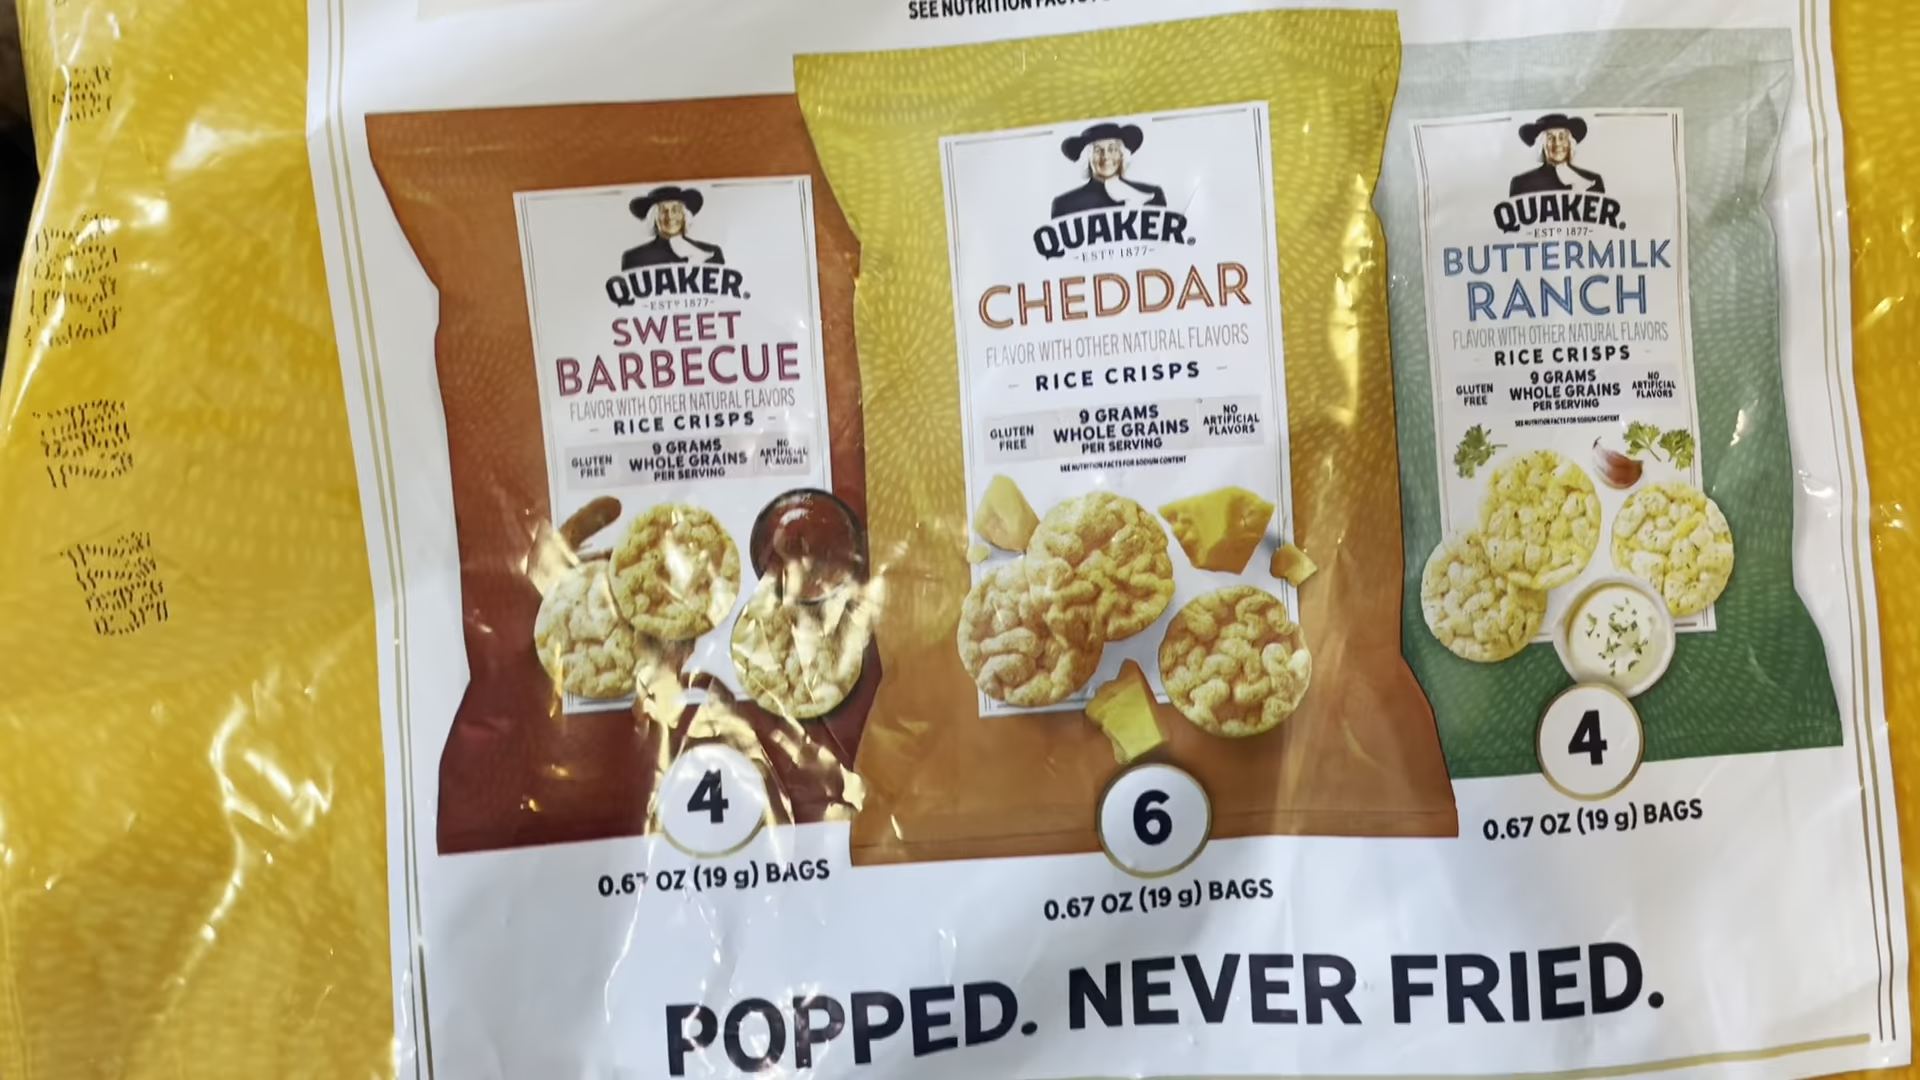 SEE NUTRITION FACTS
QUAKER®
-ESTD 1877-
SWEET
BARBECUE
FLAVOR WITH OTHER NATURAL FLAVORS
- RICE CRISPS -
GLUTEN
FREE
9 GRAMS
WHOLE GRAINS
PER SERVING
NO
ARTIFICIAL
FLAVORS
4
0.67 OZ (19 g) BAGS
QUAKER®
-ESTD 1877-
CHEDDAR
FLAVOR WITH OTHER NATURAL FLAVORS
- RICE CRISPS -
GLUTEN
FREE
9 GRAMS
WHOLE GRAINS
PER SERVING
NO
ARTIFICIAL
FLAVORS
SEE NUTRITION FACTS FOR SODIUM CONTENT
6
0.67 OZ (19 g) BAGS
QUAKER®
-ESTD 1877-
BUTTERMILK
RANCH
FLAVOR WITH OTHER NATURAL FLAVORS
RICE CRISPS
GLUTEN
FREE
9 GRAMS
WHOLE GRAINS
PER SERVING
NO
ARTIFICIAL
FLAVORS
SEE NUTRITION FACTS FOR SODIUM CONTENT
4
0.67 OZ (19 g) BAGS
POPPED. NEVER FRIED.